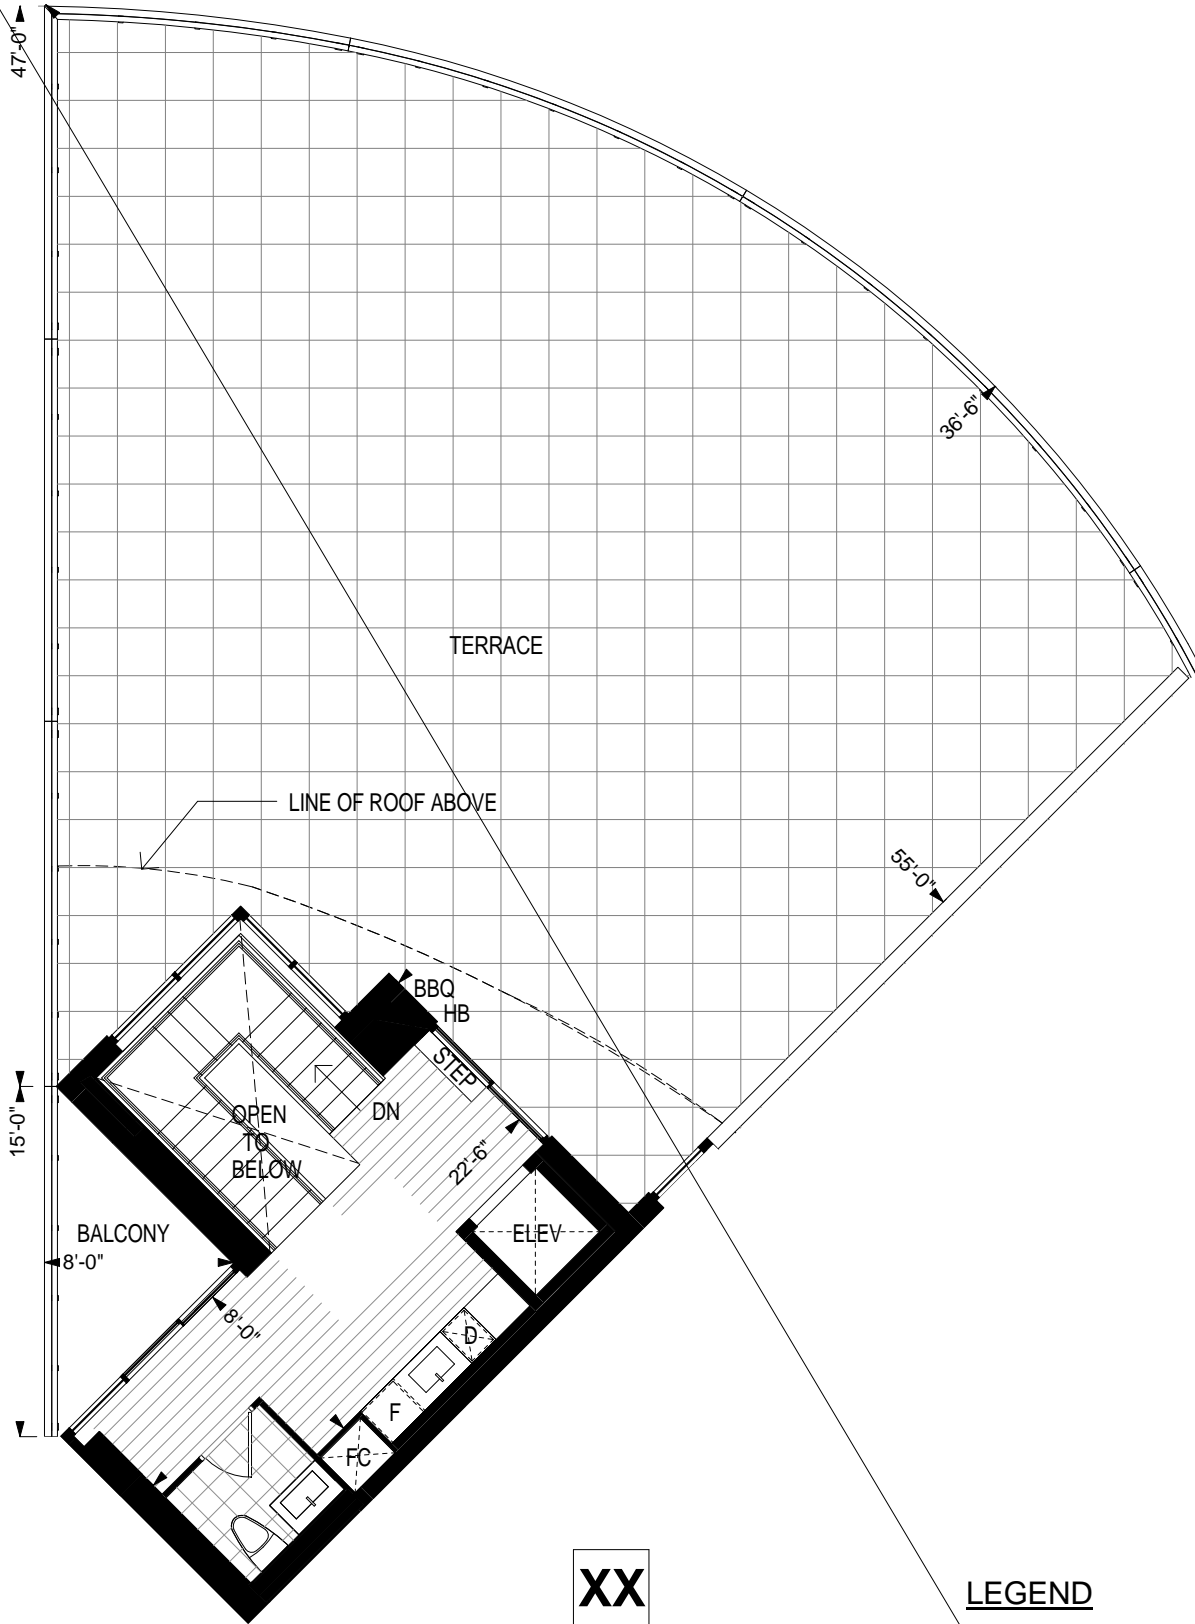 47'-0"
36'-6"
TERRACE
LINE OF ROOF ABOVE
55'-0"
BBQ
HB
STEP
15'-0"
OPEN
TO
BELOW
DN
22'-6"
BALCONY
8'-0"
ELEV
8'-0"
D
F
FC
XX
LEGEND